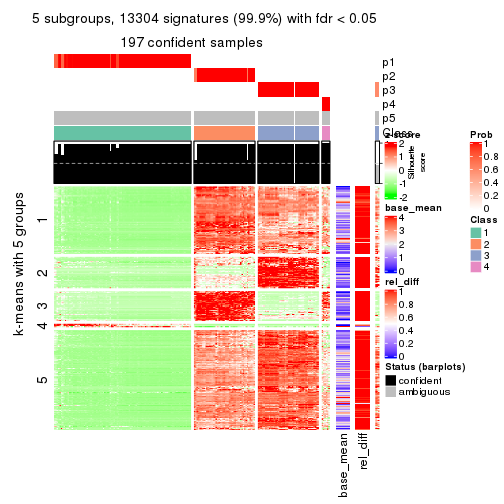 5 subgroups, 13304 signatures (99.9%) with fdr < 0.05
197 confident samples
p1
p2
p3
p4
p5
Class
Silhouette
score
k-means with 5 groups
1
2
3
4
5
base_mean
rel_diff
z-score
2
1
0
-1
-2
base_mean
4
3
2
1
0
rel_diff
1
0.8
0.6
0.4
0.2
0
Status (barplots)
confident
ambiguous
Prob
1
0.8
0.6
0.4
0.2
0
Class
1
2
3
4